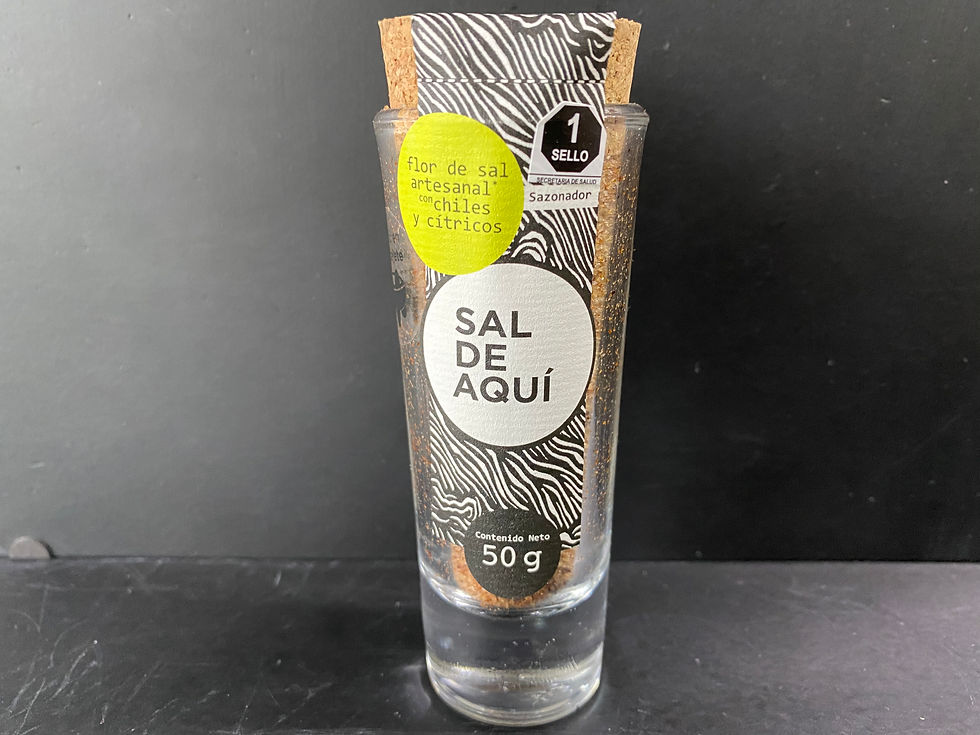 1
SELLO
SECRETARÍA DE SALUD
Sazonador
flor de sal
artesanal*
con chiles
y cítricos
SAL
DE
AQUÍ
Contenido Neto
50 g